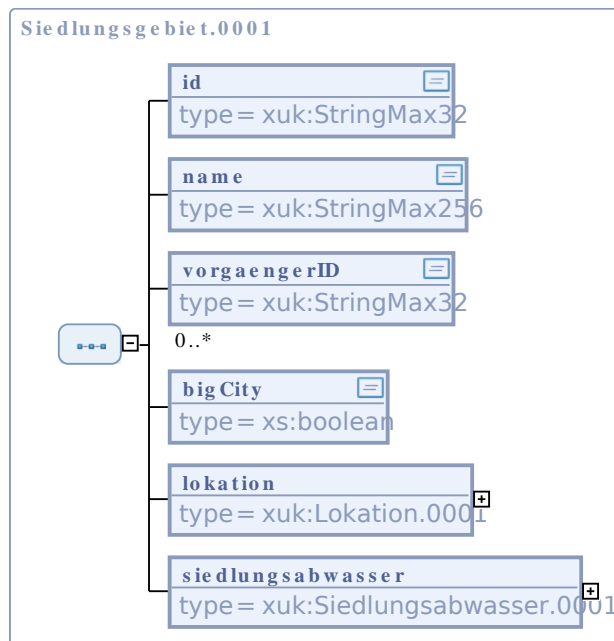 Siedlungsgebiet.0001
id
type= xuk:StringMax32
name
type= xuk:StringMax256
vorgaengerID
type= xuk:StringMax32
0..*
bigCity
type= xs:boolean
lokation
type= xuk:Lokation.0001
siedlungsabwasser
type= xuk:Siedlungsabwasser.0001